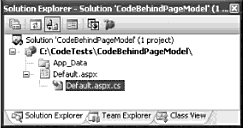 Solution Explorer - Solution 'CodeBehindPageModel' (1 project)
Solution 'CodeBehindPageModel' (1 project)
C:\CodeTests\CodeBehindPageModel\
App_Data
Default.aspx
Default.aspx.cs
Solution Explorer Team Explorer Class View